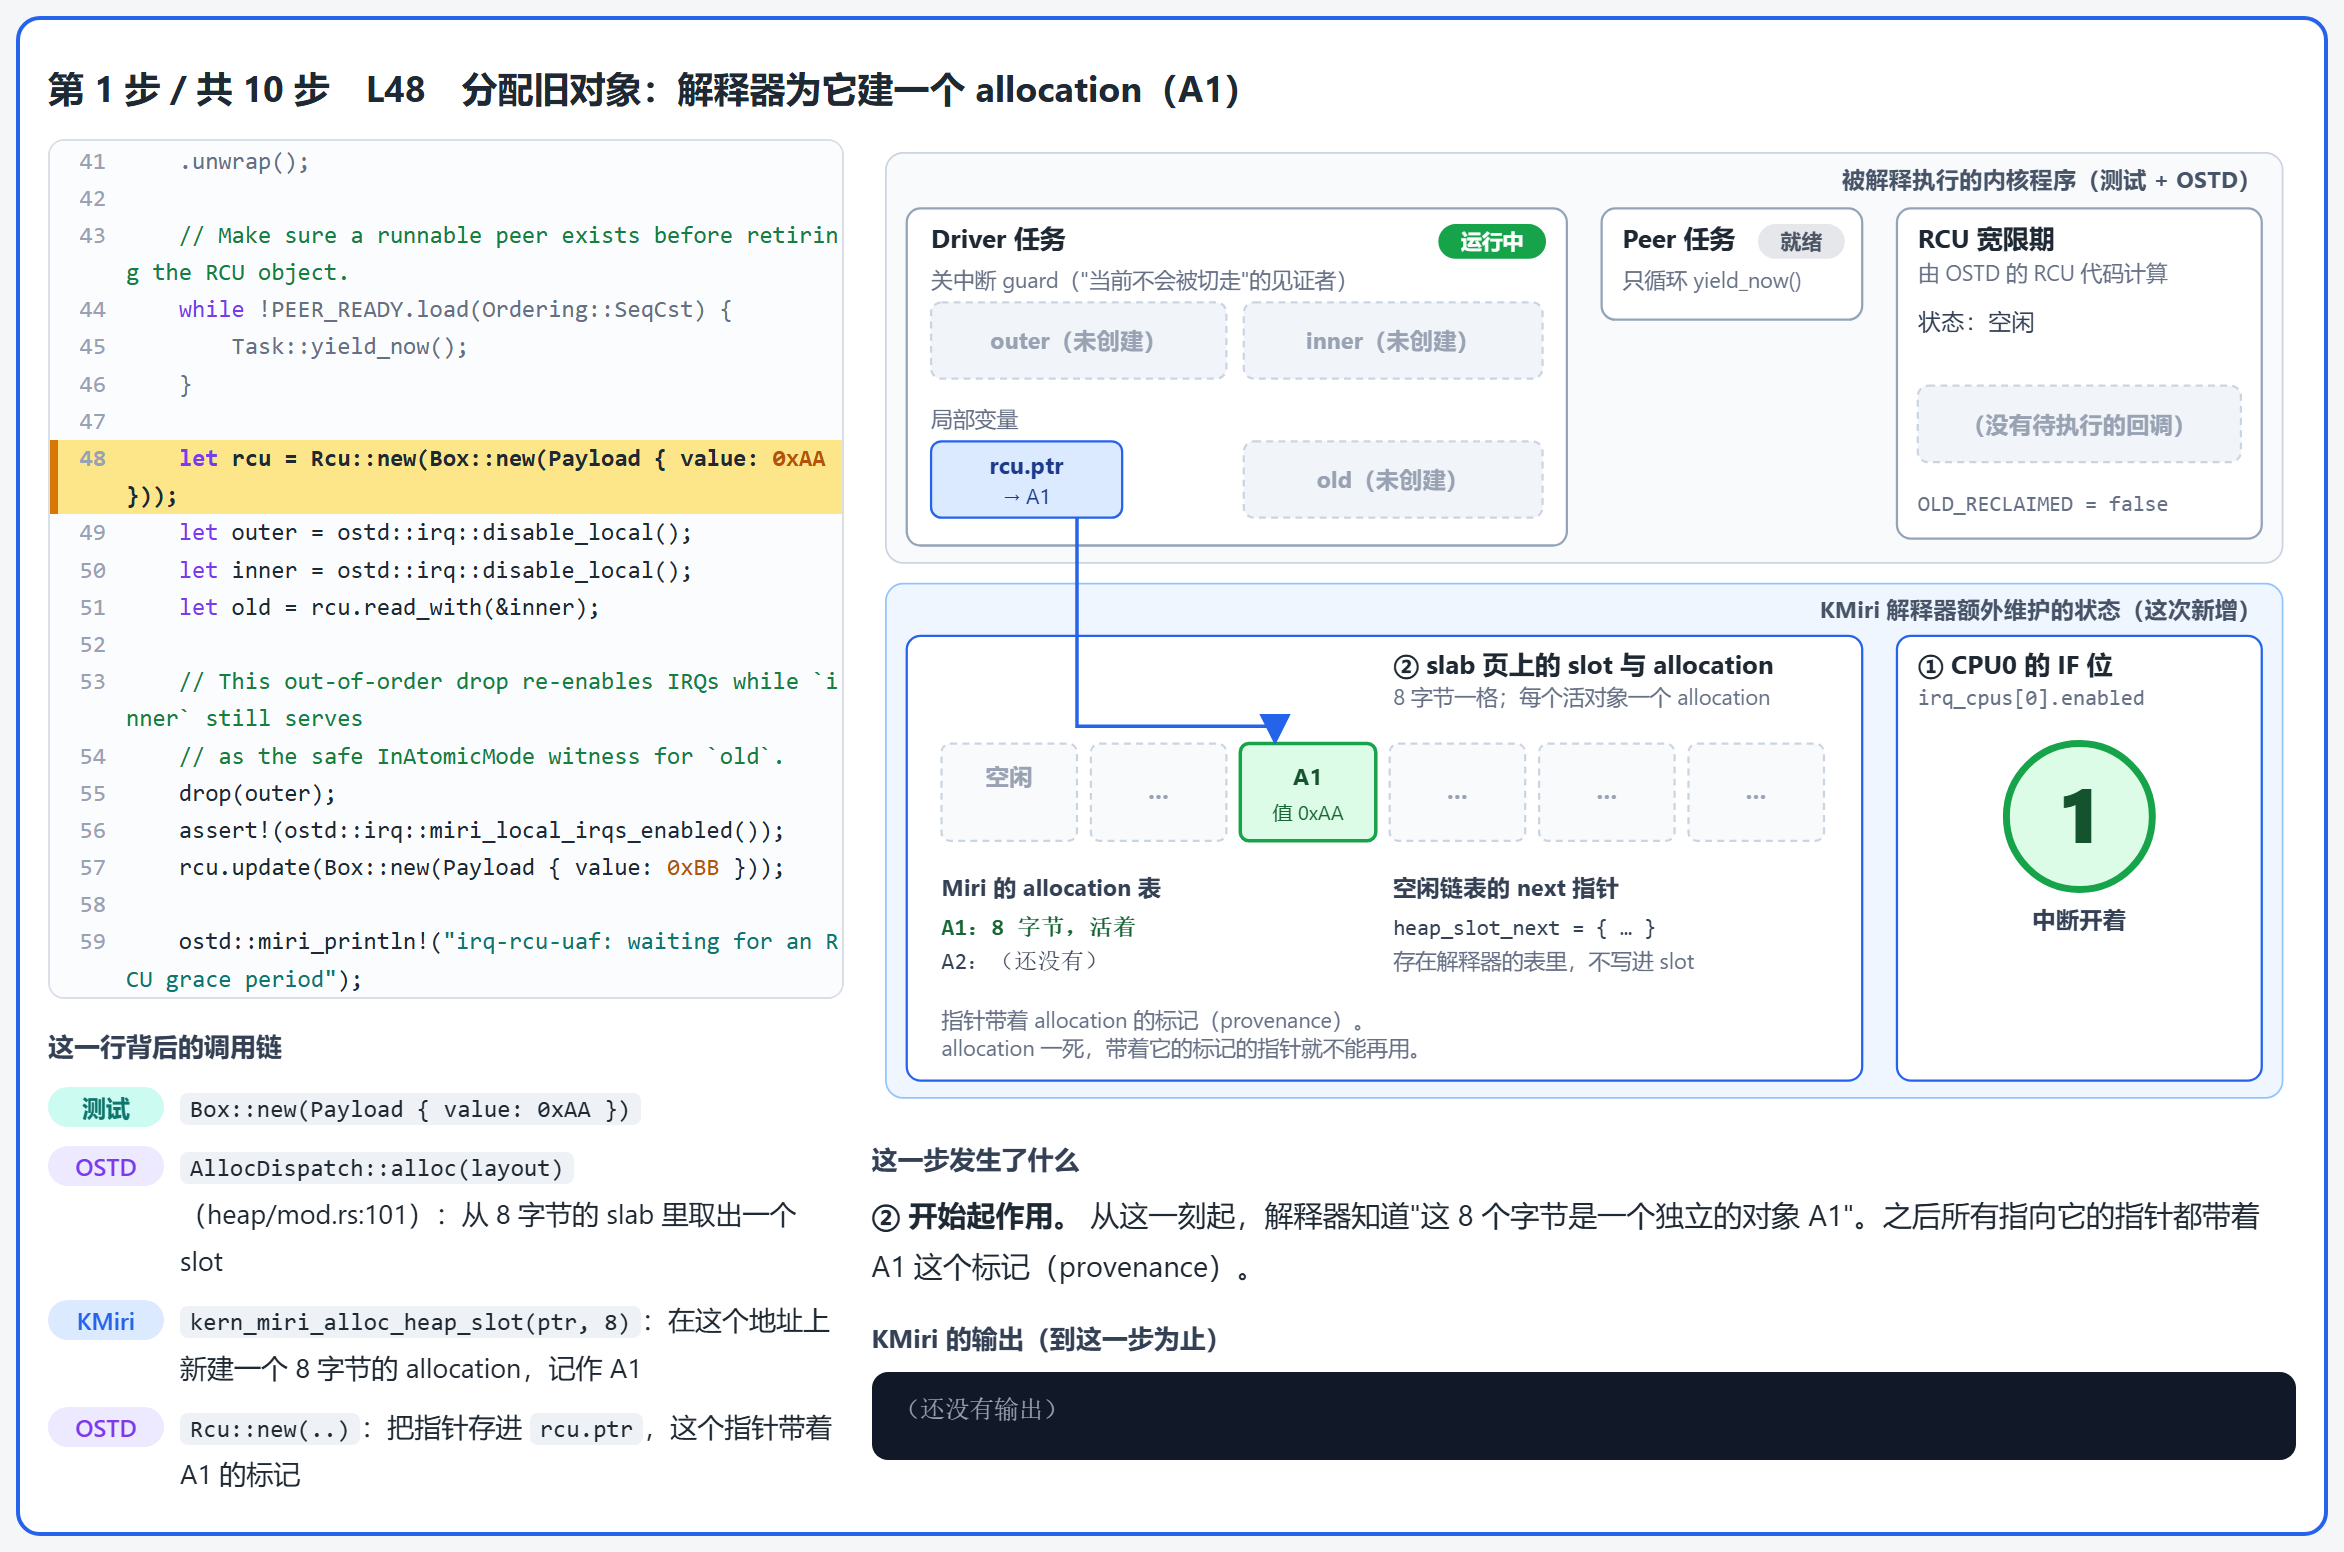 第 1 步 / 共 10 步 L48 分配旧对象：解释器为它建一个 allocation（A1）
41 .unwrap();
42
43 // Make sure a runnable peer exists before retirin
g the RCU object.
44 while !PEER_READY.load(Ordering::SeqCst) {
45 Task::yield_now();
46 }
47
48 let rcu = Rcu::new(Box::new(Payload { value: 0xAA
}));
49 let outer = ostd::irq::disable_local();
50 let inner = ostd::irq::disable_local();
51 let old = rcu.read_with(&inner);
52
53 // This out-of-order drop re-enables IRQs while `i
nner` still serves
54 // as the safe InAtomicMode witness for `old`.
55 drop(outer);
56 assert!(ostd::irq::miri_local_irqs_enabled());
57 rcu.update(Box::new(Payload { value: 0xBB }));
58
59 ostd::miri_println!("irq-rcu-uaf: waiting for an R
CU grace period");
这一行背后的调用链
测试 Box::new(Payload { value: 0xAA })
OSTD AllocDispatch::alloc(layout)
（heap/mod.rs:101）：从 8 字节的 slab 里取出一个
slot
KMiri kern_miri_alloc_heap_slot(ptr, 8)：在这个地址上
新建一个 8 字节的 allocation，记作 A1
OSTD Rcu::new(..)：把指针存进 rcu.ptr，这个指针带着
A1 的标记
被解释执行的内核程序（测试 + OSTD）
Driver 任务 运行中
关中断 guard（"当前不会被切走"的见证者）
outer（未创建） inner（未创建）
局部变量
rcu.ptr
→ A1
old（未创建）
Peer 任务 就绪
只循环 yield_now()
RCU 宽限期
由 OSTD 的 RCU 代码计算
状态：空闲
（没有待执行的回调）
OLD_RECLAIMED = false
KMiri 解释器额外维护的状态（这次新增）
② slab 页上的 slot 与 allocation
8 字节一格；每个活对象一个 allocation
空闲 ... A1 ... ... ...
值 0xAA
Miri 的 allocation 表
A1：8 字节，活着
A2：（还没有）
空闲链表的 next 指针
heap_slot_next = { … }
存在解释器的表里，不写进 slot
指针带着 allocation 的标记（provenance）。
allocation 一死，带着它的标记的指针就不能再用。
① CPU0 的 IF 位
irq_cpus[0].enabled
1
中断开着
这一步发生了什么
② 开始起作用。 从这一刻起，解释器知道"这 8 个字节是一个独立的对象 A1"。之后所有指向它的指针都带着
A1 这个标记（provenance）。
KMiri 的输出（到这一步为止）
（还没有输出）